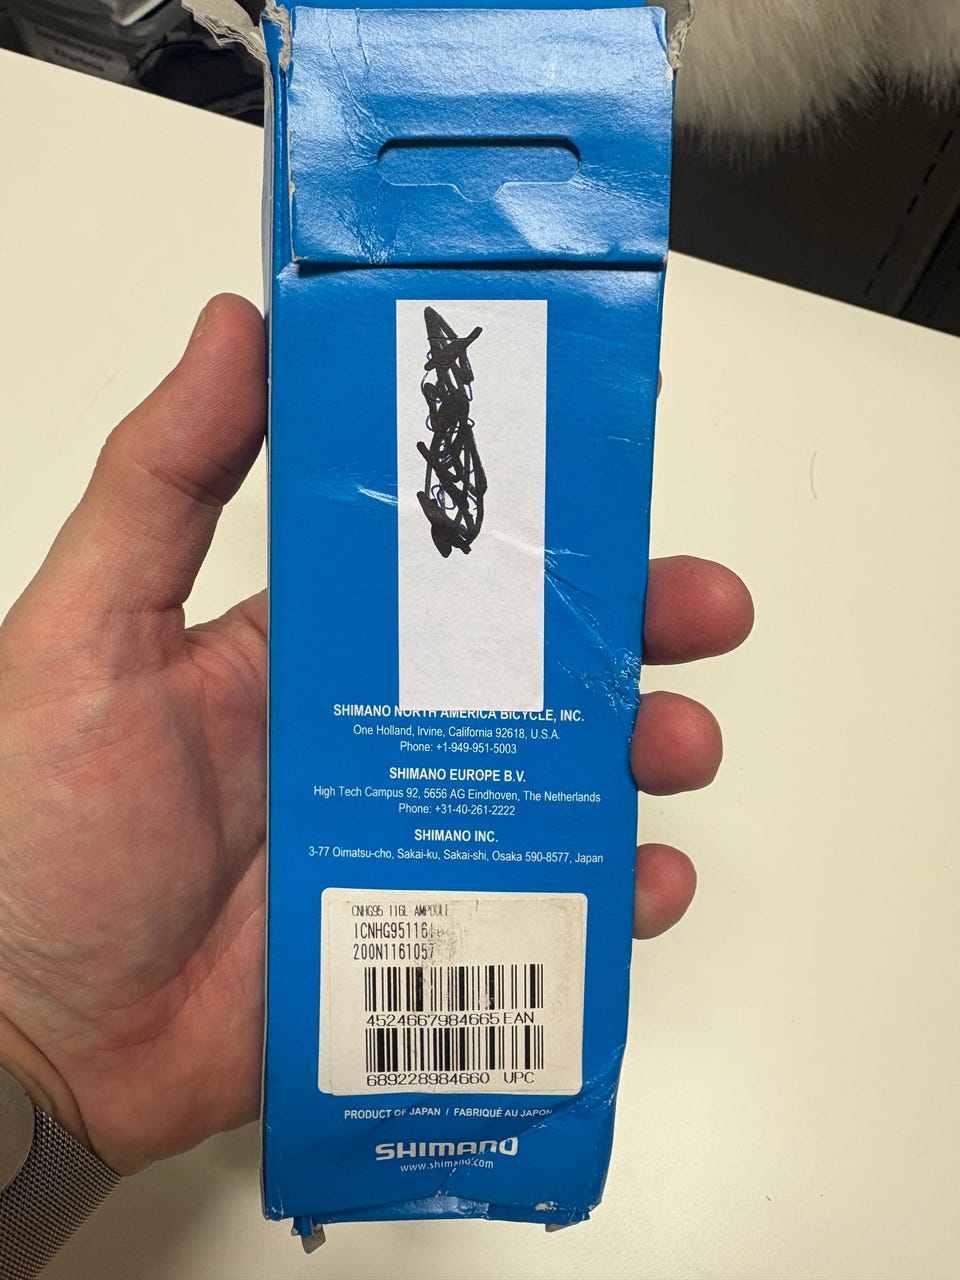 SHIMANO NORTH AMERICA BICYCLE, INC.
One Holland, Irvine, California 92618, U.S.A.
Phone: +1-949-951-5003
SHIMANO EUROPE B.V.
High Tech Campus 92, 5656 AG Eindhoven, The Netherlands
Phone: +31-40-261-2222
SHIMANO INC.
3-77 Oimatsu-cho, Sakai-ku, Sakai-shi, Osaka 590-8577, Japan
CNHG95 116L AMPOULE
ICNHG95116
200N1161057
4524667984665 EAN
689228984660 UPC
PRODUCT OF JAPAN / FABRIQUÉ AU JAPON
SHIMANO
www.shimano.com